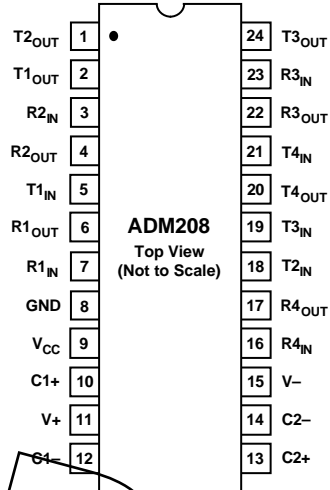 T2OUT 1 24 T3OUT
T1OUT 2 23 R3IN
R2IN 3 22 R3OUT
R2OUT 4 21 T4IN
T1IN 5 20 T4OUT
R1OUT 6 ADM208 19 T3IN
Top View
R1IN 7 (Not to Scale) 18 T2IN
GND 8 17 R4OUT
VCC 9 16 R4IN
C1+ 10 15 V–
V+ 11 14 C2–
C1– 12 13 C2+